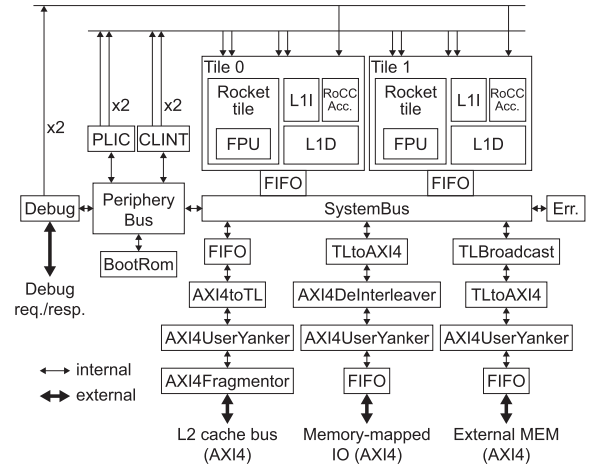 x2
x2
x2
Tile 0
Rocket
tile
FPU
L1I
RoCC
Acc.
L1D
Tile 1
Rocket
tile
FPU
L1I
RoCC
Acc.
L1D
PLIC
CLINT
FIFO
FIFO
Debug
Periphery
Bus
SystemBus
Err.
BootRom
Debug
req./resp.
FIFO
TLtoAXI4
TLBroadcast
AXI4toTL
AXI4DeInterleaver
TLtoAXI4
AXI4UserYanker
AXI4UserYanker
AXI4UserYanker
AXI4Fragmentor
FIFO
FIFO
internal
external
L2 cache bus
(AXI4)
Memory-mapped
IO (AXI4)
External MEM
(AXI4)